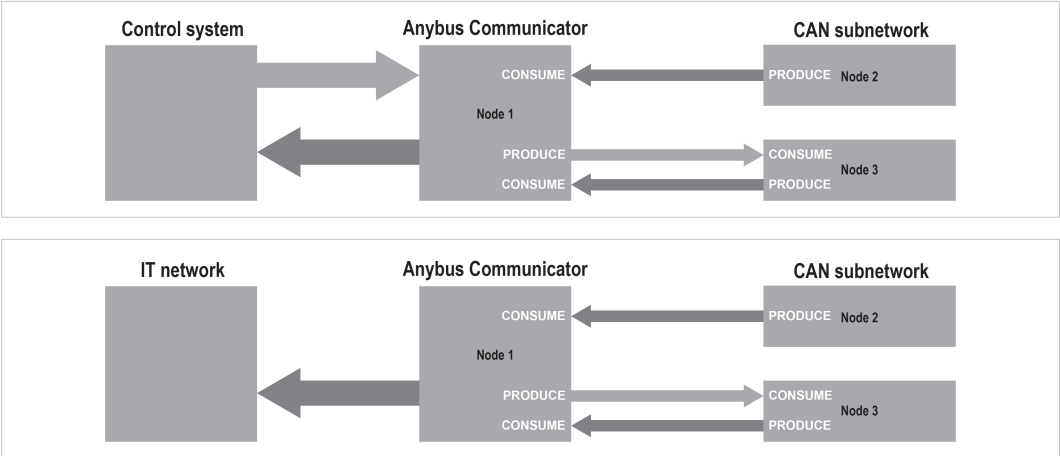 Control system
Anybus Communicator
CAN subnetwork
CONSUME
PRODUCE Node 2
Node 1
PRODUCE
CONSUME
CONSUME
Node 3
PRODUCE
IT network
Anybus Communicator
CAN subnetwork
CONSUME
PRODUCE Node 2
Node 1
PRODUCE
CONSUME
CONSUME
Node 3
PRODUCE